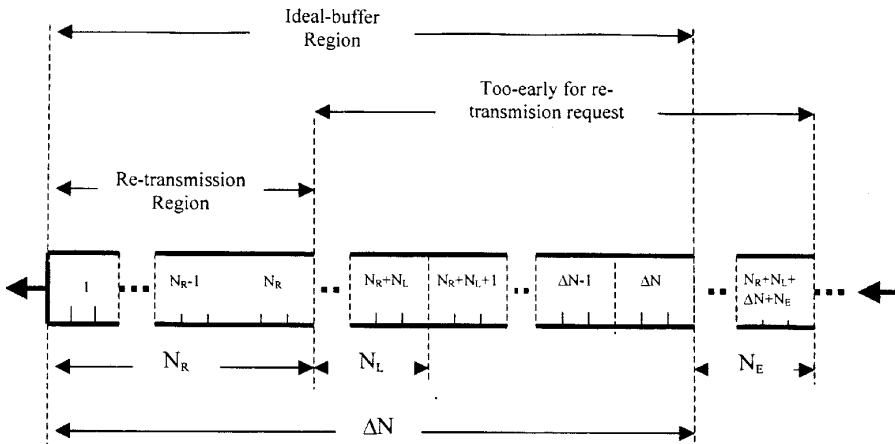 Ideal-buffer
Region
Too-early for re-
transmision request
Re-transmission
Region
1
N_R-1
N_R
N_R+N_L
N_R+N_L+1
ΔN-1
ΔN
N_R+N_L+
ΔN+N_E
N_R
N_L
N_E
ΔN